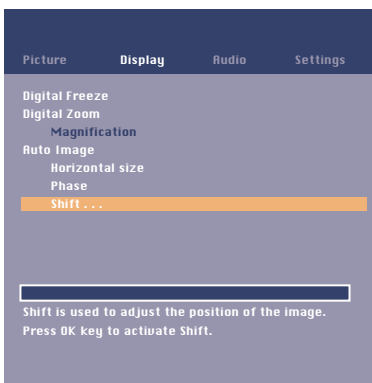 Picture Display Audio Settings
Digital Freeze
Digital Zoom
Magnification
Auto Image
Horizontal size
Phase
Shift . . .
Shift is used to adjust the position of the image.
Press OK key to activate Shift.